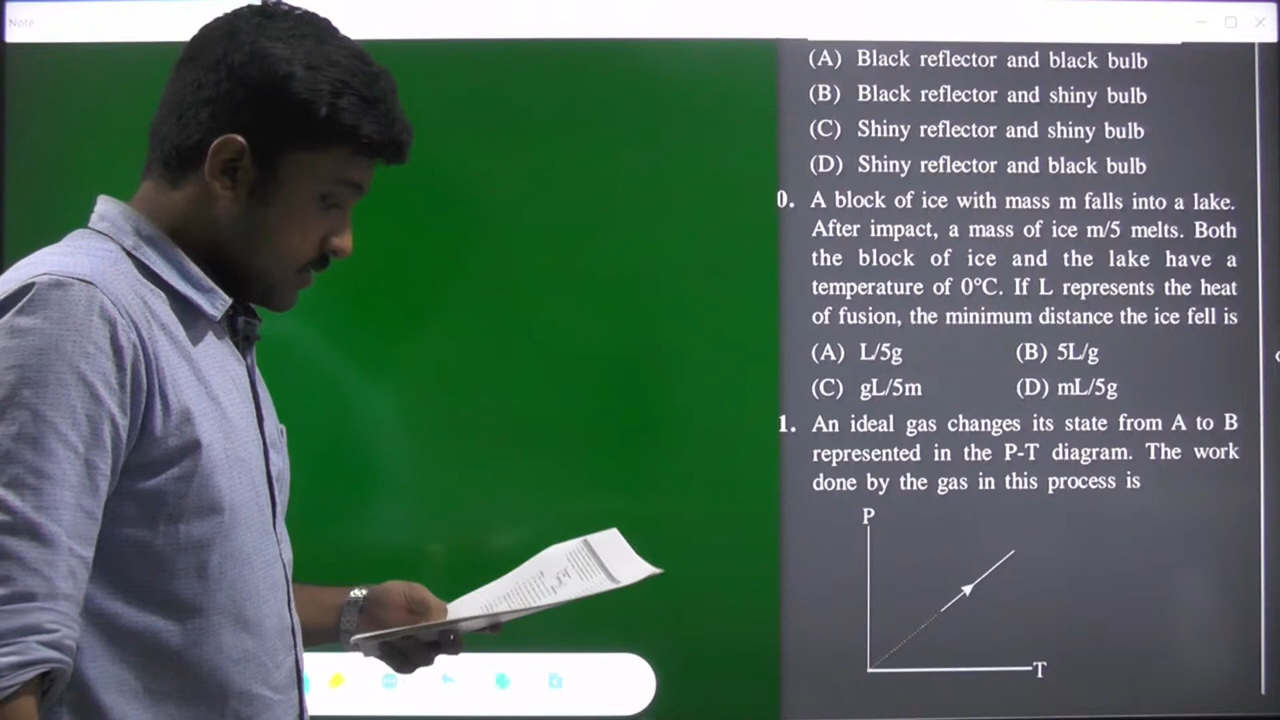 Note
(A) Black reflector and black bulb
(B) Black reflector and shiny bulb
(C) Shiny reflector and shiny bulb
(D) Shiny reflector and black bulb
0. A block of ice with mass m falls into a lake.
After impact, a mass of ice m/5 melts. Both
the block of ice and the lake have a
temperature of 0°C. If L represents the heat
of fusion, the minimum distance the ice fell is
(A) L/5g (B) 5L/g
(C) gL/5m (D) mL/5g
1. An ideal gas changes its state from A to B
represented in the P-T diagram. The work
done by the gas in this process is
P
T